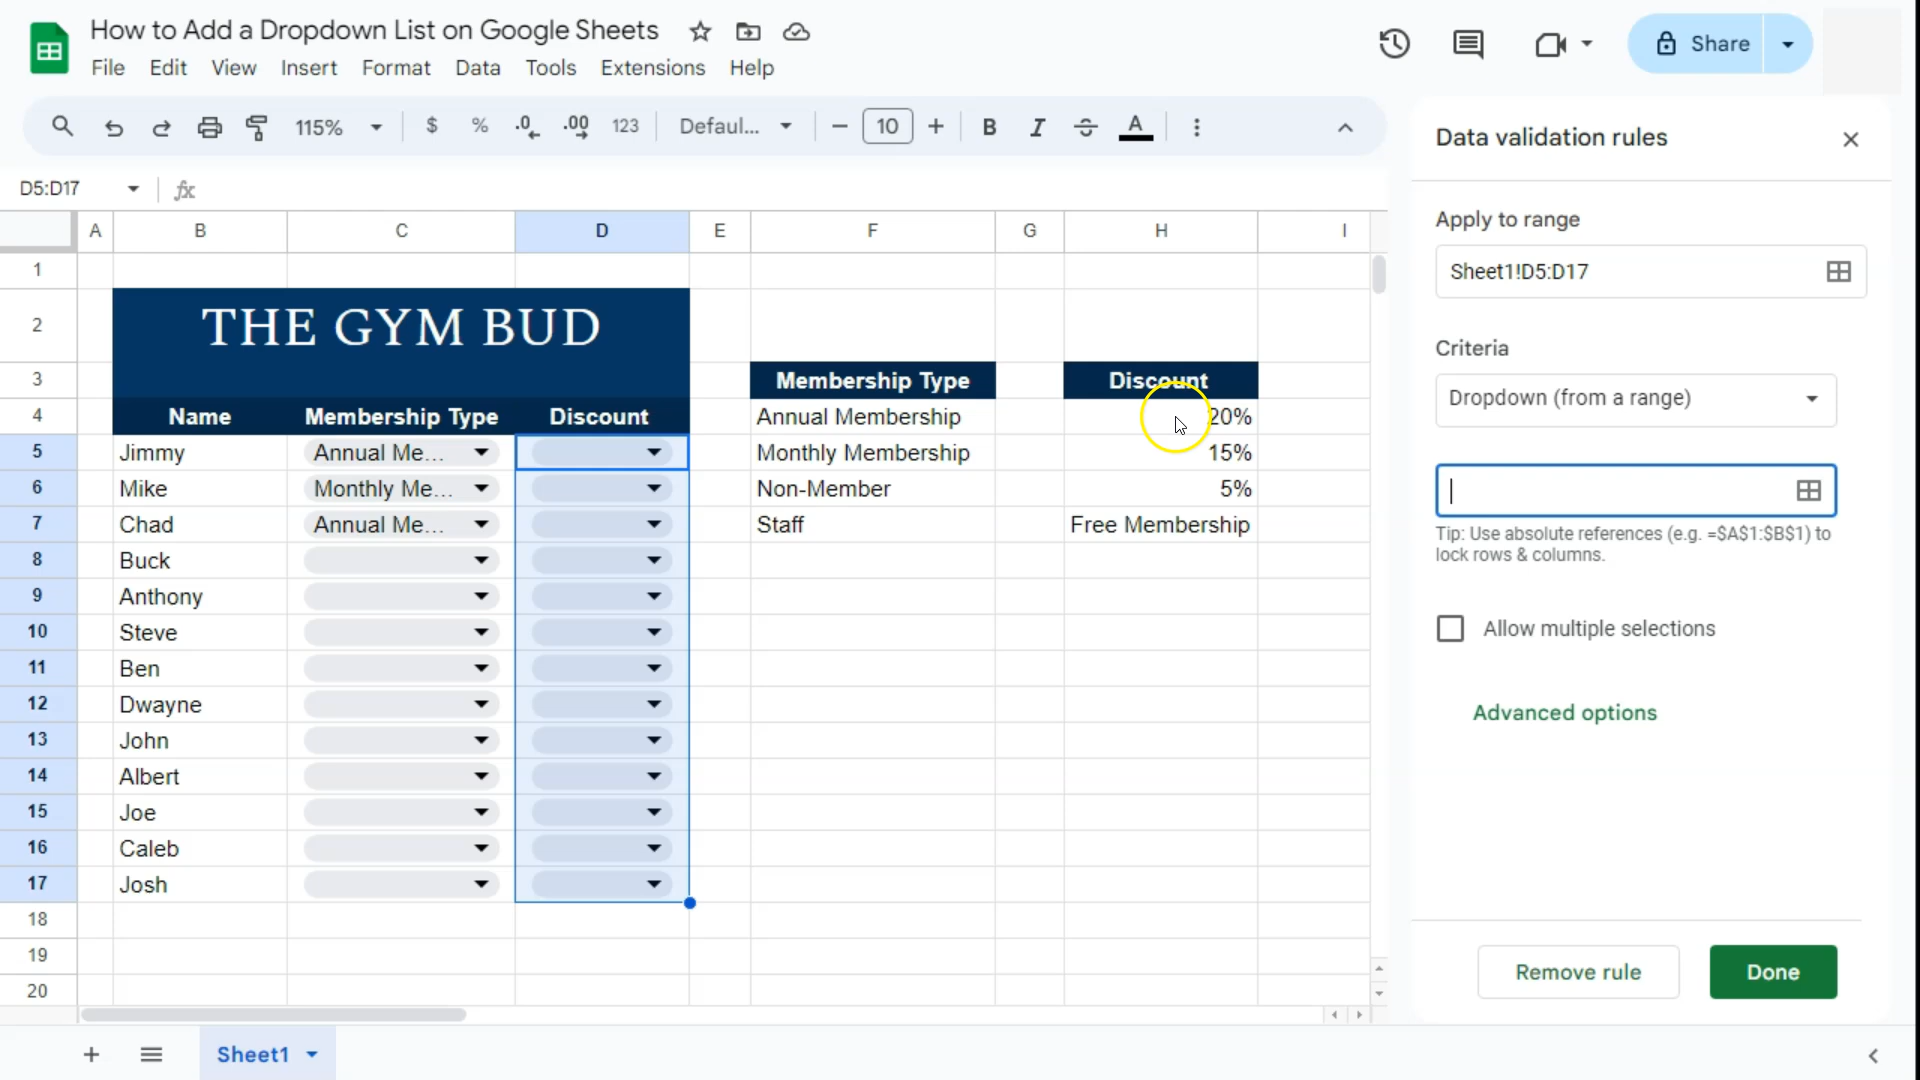 How to Add a Dropdown List on Google Sheets
File Edit View Insert Format Data Tools Extensions Help
Share
115% $ % .0 .00 123 Defaul... 10 B I S A
D5:D17 fx
A B C D E F G H I
1
2 THE GYM BUD
3 Membership Type Discount
4 Name Membership Type Discount Annual Membership 20%
5 Jimmy Annual Me... Monthly Membership 15%
6 Mike Monthly Me... Non-Member 5%
7 Chad Annual Me... Staff Free Membership
8 Buck
9 Anthony
10 Steve
11 Ben
12 Dwayne
13 John
14 Albert
15 Joe
16 Caleb
17 Josh
18
19
20
Sheet1
Data validation rules
Apply to range
Sheet1!D5:D17
Criteria
Dropdown (from a range)
Tip: Use absolute references (e.g. =$A$1:$B$1) to
lock rows & columns.
Allow multiple selections
Advanced options
Remove rule Done